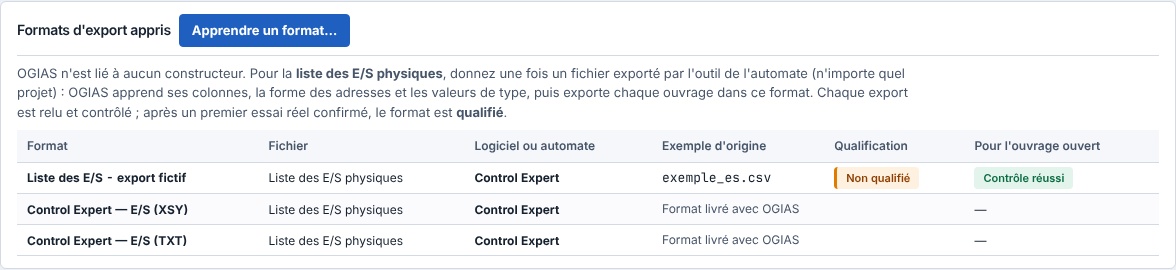 Formats d'export appris Apprendre un format...
OGIAS n'est lié à aucun constructeur. Pour la liste des E/S physiques, donnez une fois un fichier exporté par l'outil de l'automate (n'importe quel
projet) : OGIAS apprend ses colonnes, la forme des adresses et les valeurs de type, puis exporte chaque ouvrage dans ce format. Chaque export
est relu et contrôlé ; après un premier essai réel confirmé, le format est qualifié.
Format Fichier Logiciel ou automate Exemple d'origine Qualification Pour l'ouvrage ouvert
Liste des E/S - export fictif Liste des E/S physiques Control Expert exemple_es.csv Non qualifié Contrôle réussi
Control Expert — E/S (XSY) Liste des E/S physiques Control Expert Format livré avec OGIAS —
Control Expert — E/S (TXT) Liste des E/S physiques Control Expert Format livré avec OGIAS —